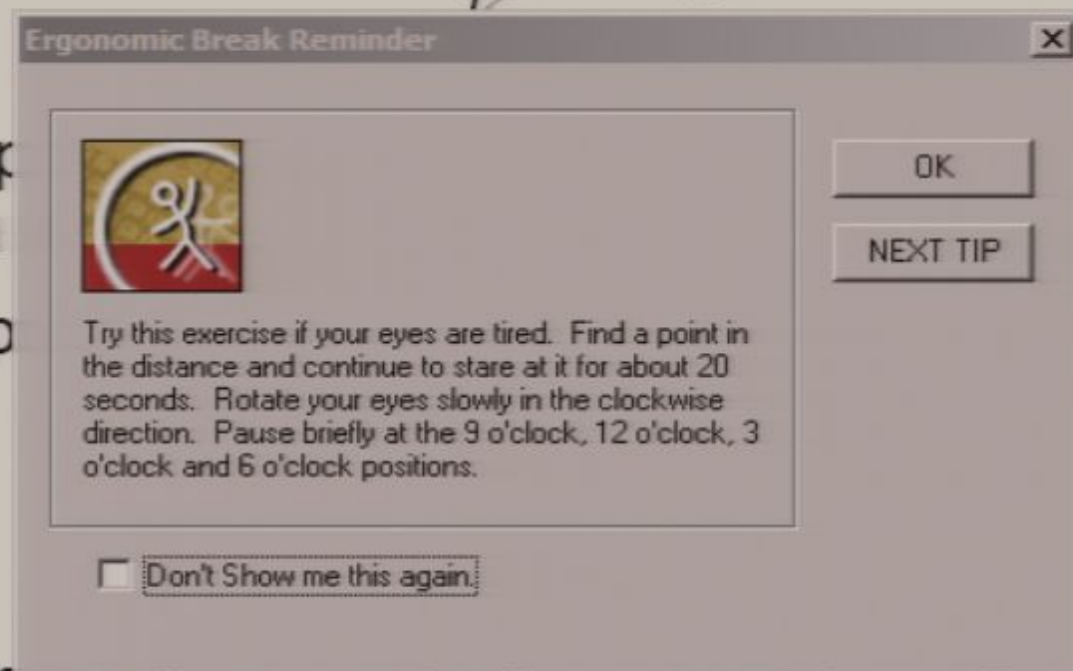 Ergonomic Break Reminder
OK
NEXT TIP
Try this exercise if your eyes are tired. Find a point in
the distance and continue to stare at it for about 20
seconds. Rotate your eyes slowly in the clockwise
direction. Pause briefly at the 9 o'clock, 12 o'clock, 3
o'clock and 6 o'clock positions.
Don't Show me this again.